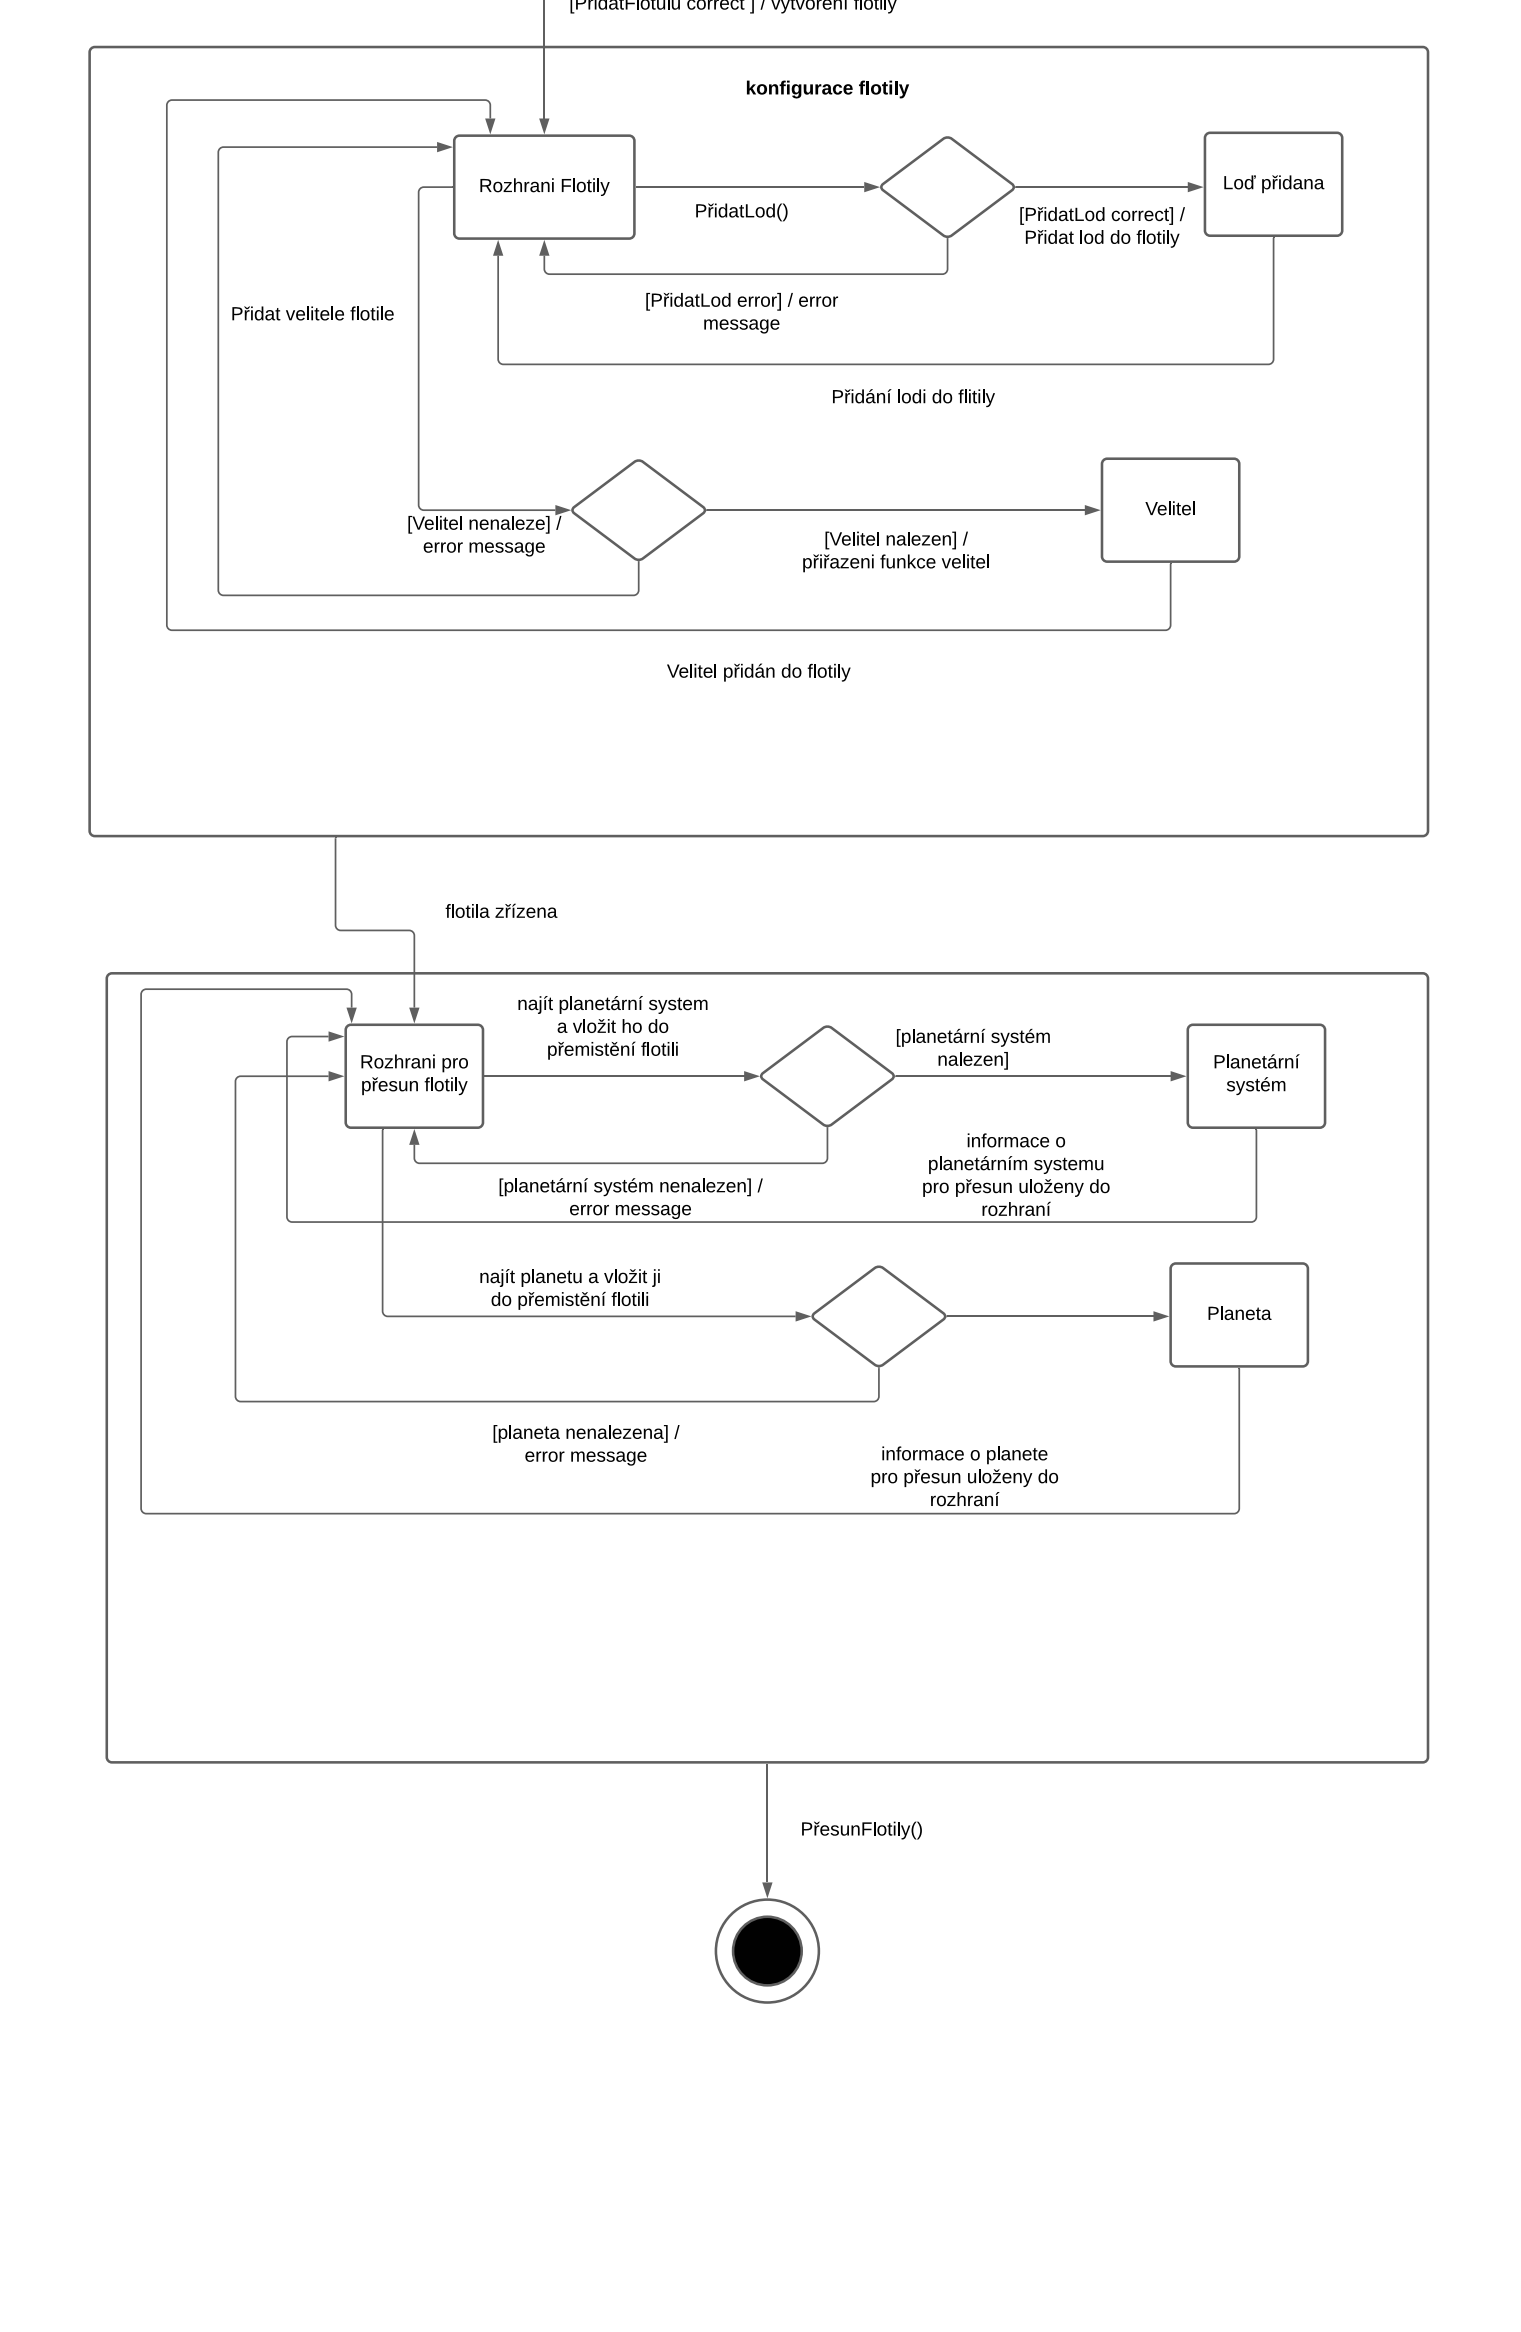 [PřidatFlotulu correct ] / vytvoření flotily
konfigurace flotily
Rozhrani Flotily
PřidatLod()
[PřidatLod correct] /
Přidat lod do flotily
Loď přidana
[PřidatLod error] / error
message
Přidat velitele flotile
Přidání lodi do flitily
[Velitel nenaleze] /
error message
[Velitel nalezen] /
přiřazeni funkce velitel
Velitel
Velitel přidán do flotily
flotila zřízena
najít planetární system
a vložit ho do
přemistění flotili
Rozhrani pro
přesun flotily
[planetární systém
nalezen]
Planetární
systém
[planetární systém nenalezen] /
error message
informace o
planetárním systemu
pro přesun uloženy do
rozhraní
najít planetu a vložit ji
do přemistění flotili
Planeta
[planeta nenalezena] /
error message
informace o planete
pro přesun uloženy do
rozhraní
PřesunFlotily()